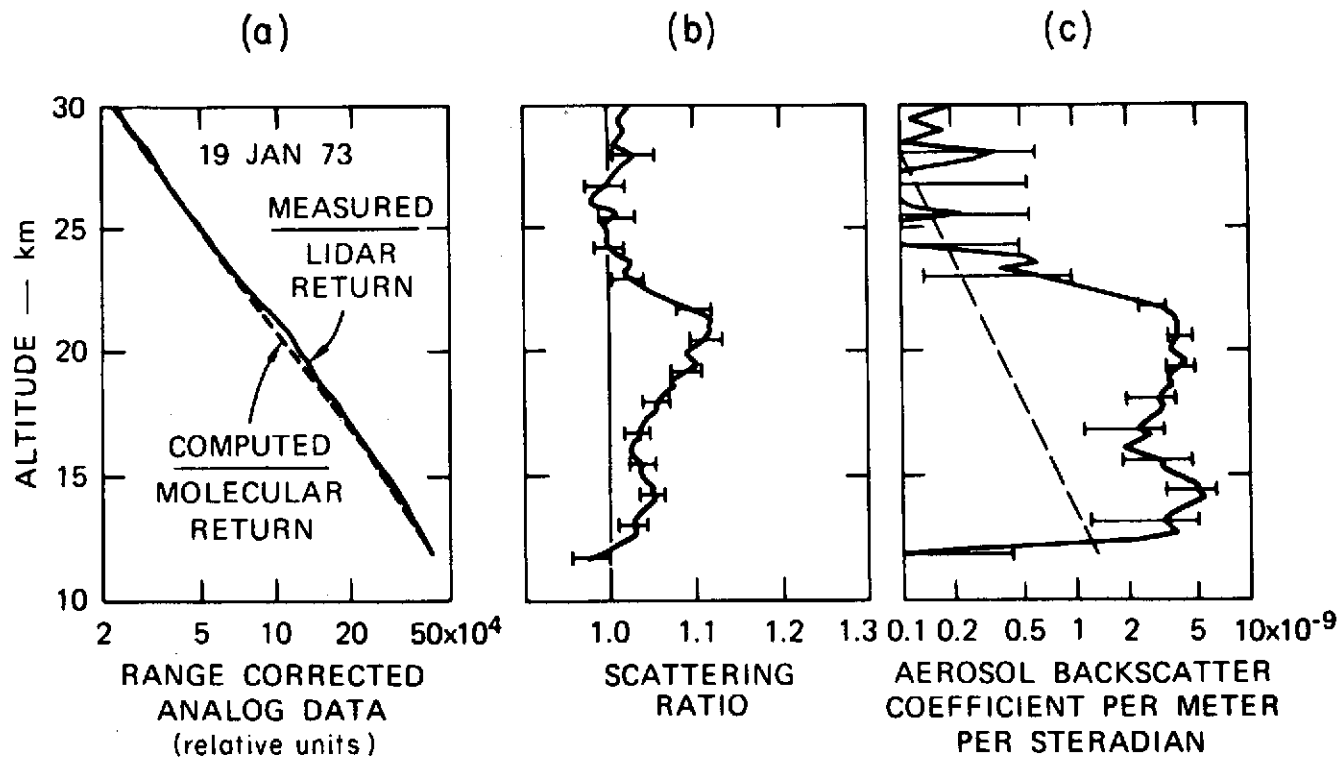 (a)
(b)
(c)
ALTITUDE — km
30
25
20
15
10
19 JAN 73
MEASURED
LIDAR
RETURN
COMPUTED
MOLECULAR
RETURN
2 5 10 20 50x10⁴
RANGE CORRECTED
ANALOG DATA
(relative units)
1.0 1.1 1.2 1.3
SCATTERING
RATIO
0.1 0.2 0.5 1 2 5 10x10⁻⁹
AEROSOL BACKSCATTER
COEFFICIENT PER METER
PER STERADIAN